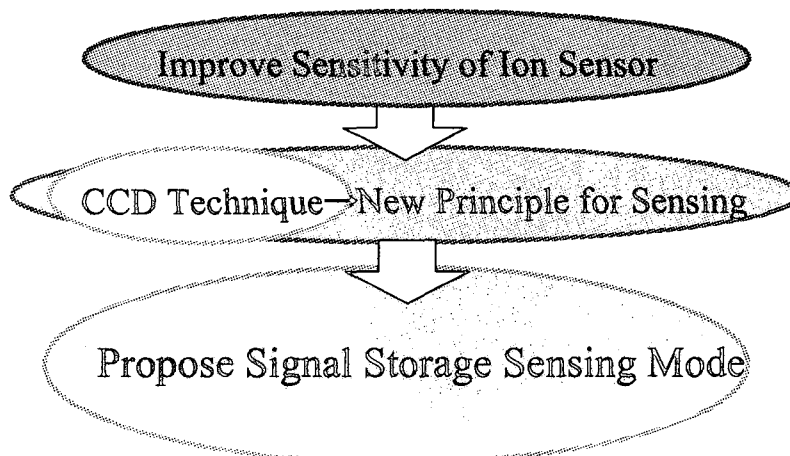 Improve Sensitivity of Ion Sensor
CCD Technique→New Principle for Sensing
Propose Signal Storage Sensing Mode